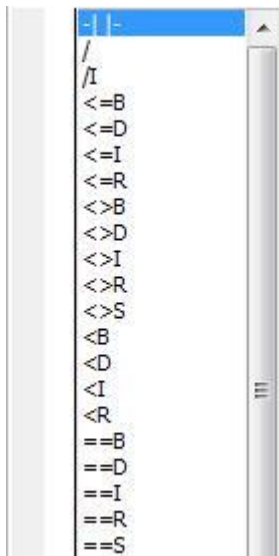 -| |-
/
/I
<=B
<=D
<=I
<=R
<>B
<>D
<>I
<>R
<>S
<B
<D
<I
<R
==B
==D
==I
==R
==S